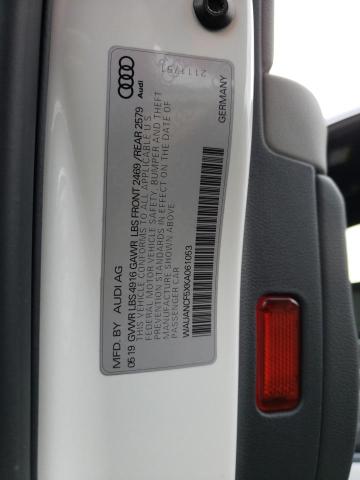 Audi
211751
GERMANY
MFD. BY AUDI AG
05 19 GVWR LBS 4916 GAWR LBS FRONT 2469 / REAR 2579
THIS VEHICLE CONFORMS TO ALL APPLICABLE U.S.
FEDERAL MOTOR VEHICLE SAFETY, BUMPER AND THEFT
PREVENTION STANDARDS IN EFFECT ON THE DATE OF
MANUFACTURE SHOWN ABOVE.
PASSENGER CAR
WAUANCF5XKA061053